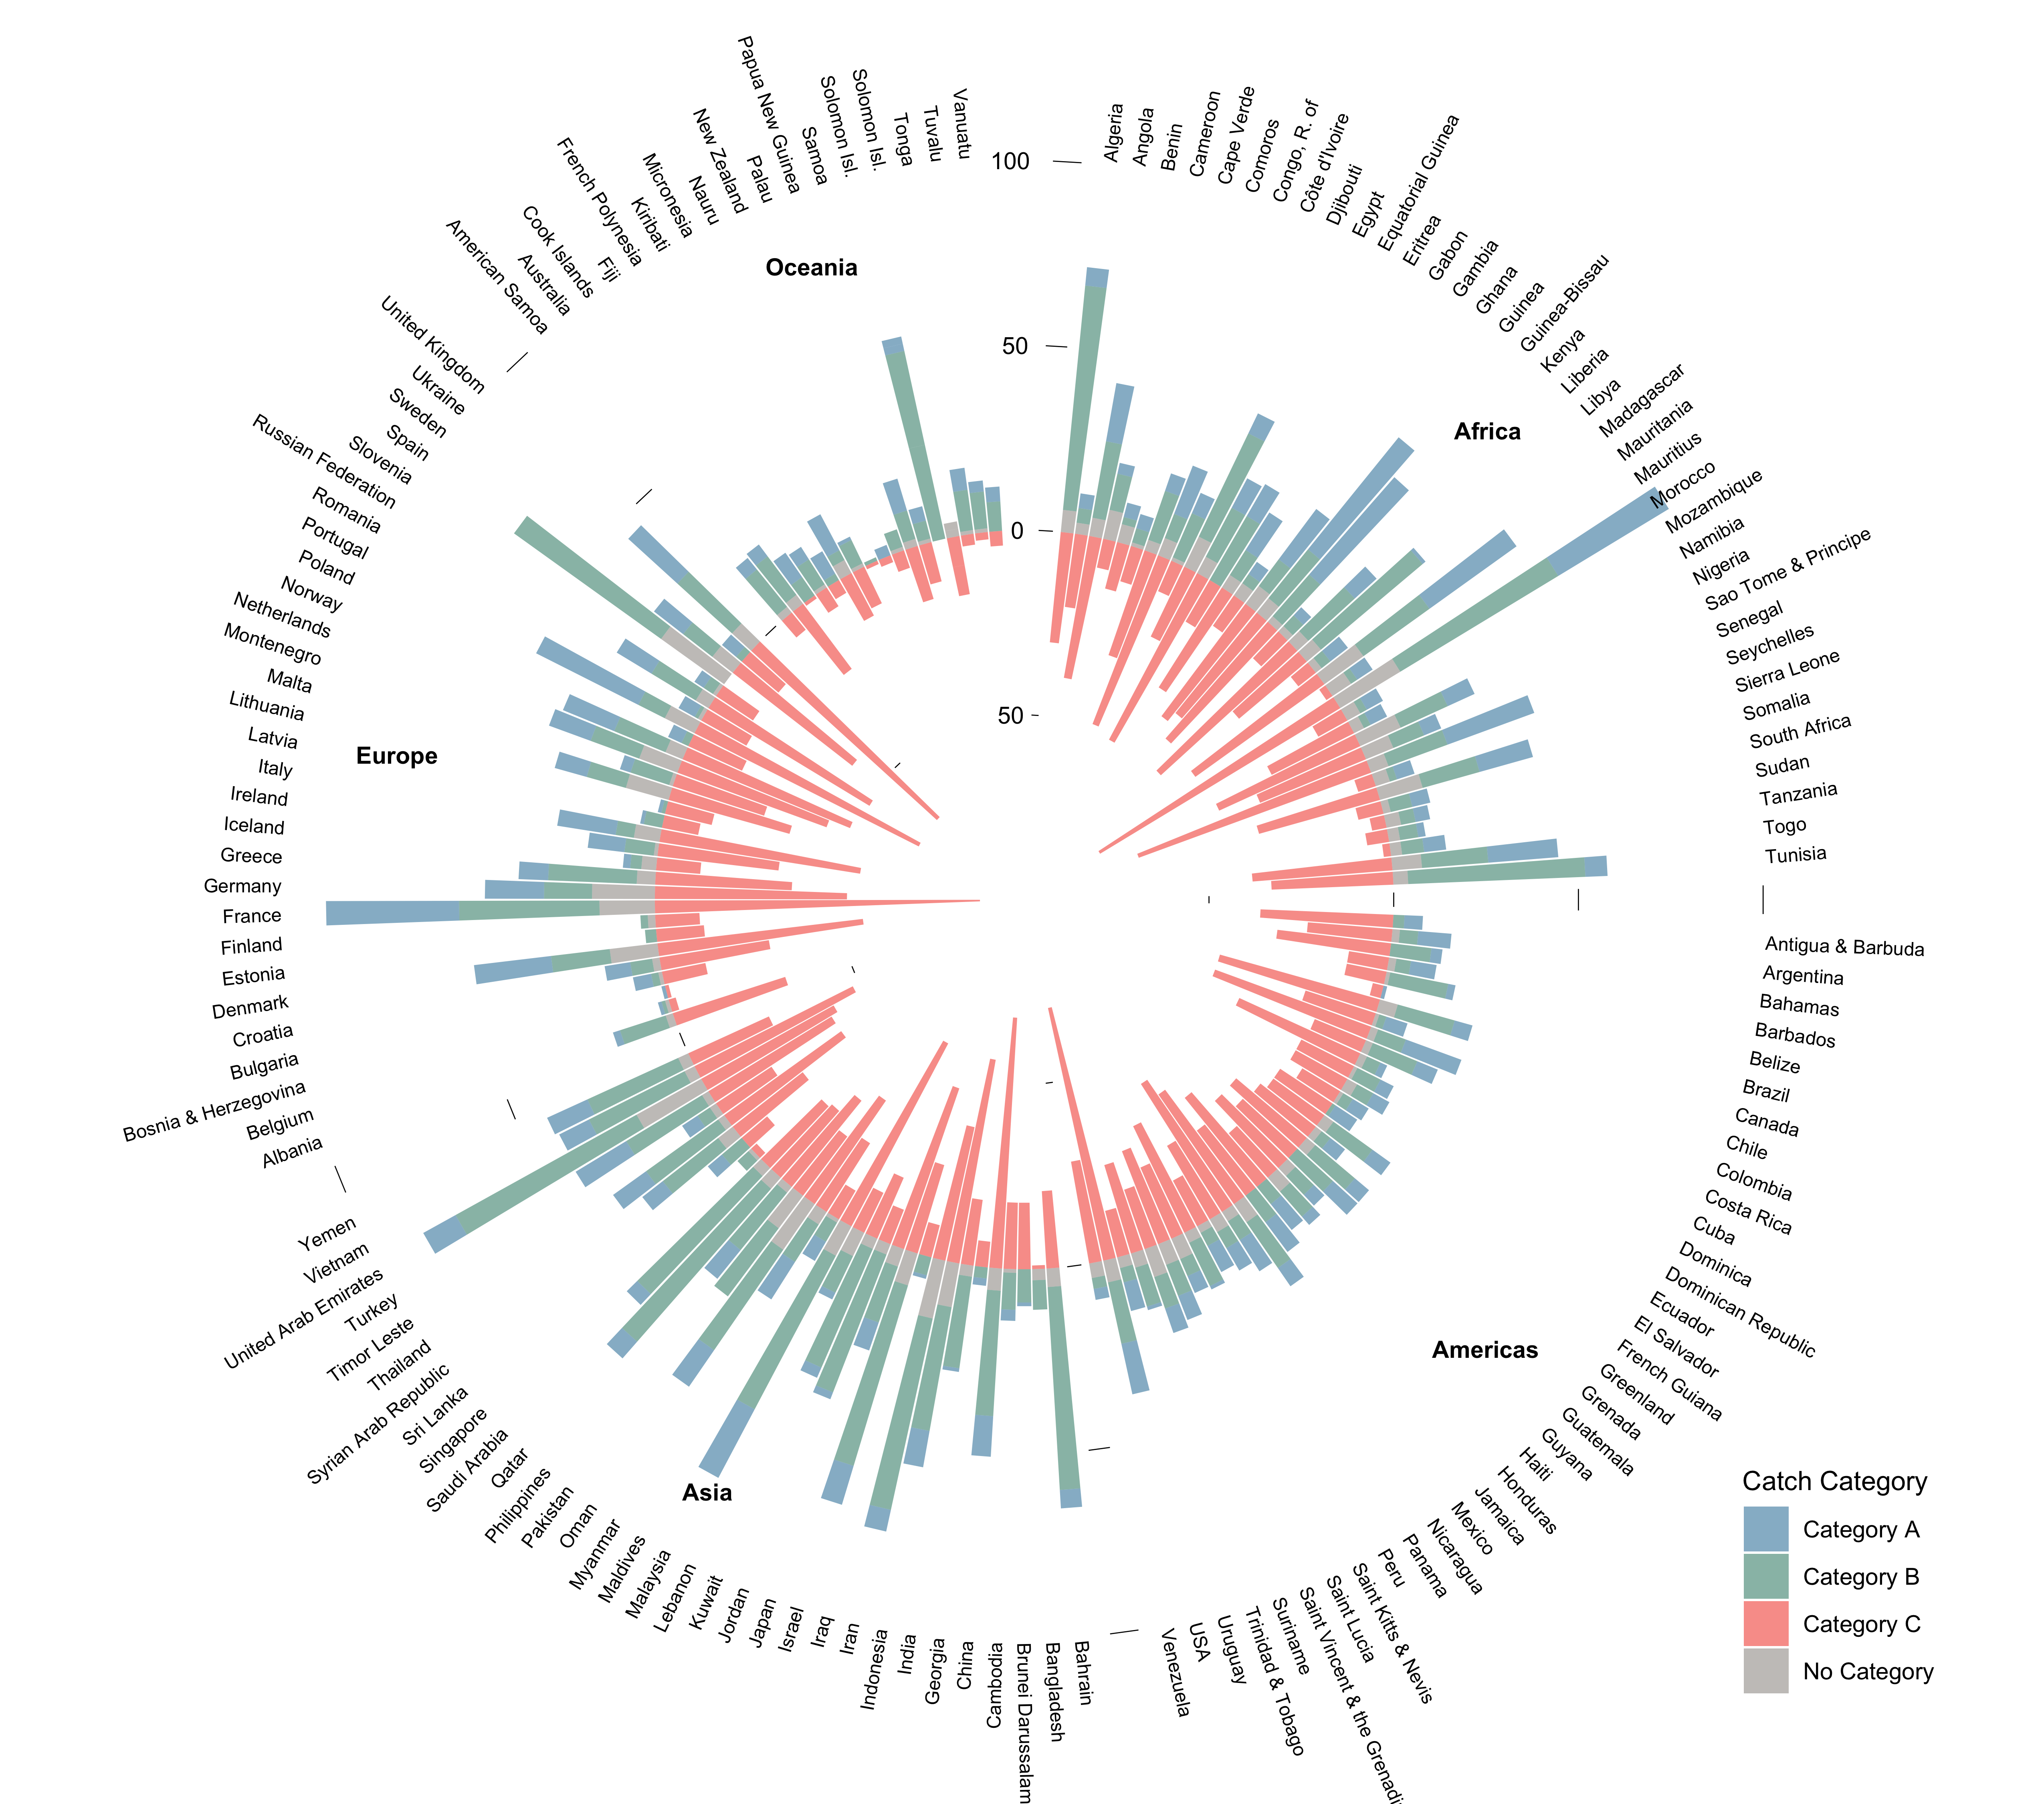 100
50
0
50
Algeria
Angola
Benin
Cameroon
Cape Verde
Comoros
Congo, R. of
Côte d'Ivoire
Djibouti
Egypt
Equatorial Guinea
Eritrea
Gabon
Gambia
Ghana
Guinea
Guinea-Bissau
Kenya
Liberia
Libya
Madagascar
Mauritania
Mauritius
Morocco
Mozambique
Namibia
Nigeria
Sao Tome & Principe
Senegal
Seychelles
Sierra Leone
Somalia
South Africa
Sudan
Tanzania
Togo
Tunisia
Africa
Antigua & Barbuda
Argentina
Bahamas
Barbados
Belize
Brazil
Canada
Chile
Colombia
Costa Rica
Cuba
Dominica
Dominican Republic
Ecuador
El Salvador
French Guiana
Greenland
Grenada
Guatemala
Guyana
Haiti
Honduras
Jamaica
Mexico
Nicaragua
Panama
Peru
Saint Kitts & Nevis
Saint Lucia
Saint Vincent & the Grenadi
Suriname
Trinidad & Tobago
Uruguay
USA
Venezuela
Americas
Bahrain
Bangladesh
Brunei Darussalam
Cambodia
China
Georgia
India
Indonesia
Iran
Iraq
Israel
Japan
Jordan
Kuwait
Lebanon
Malaysia
Maldives
Myanmar
Oman
Pakistan
Philippines
Qatar
Saudi Arabia
Singapore
Sri Lanka
Syrian Arab Republic
Thailand
Timor Leste
Turkey
United Arab Emirates
Vietnam
Yemen
Asia
Albania
Belgium
Bosnia & Herzegovina
Bulgaria
Croatia
Denmark
Estonia
Finland
France
Germany
Greece
Iceland
Ireland
Italy
Latvia
Lithuania
Malta
Montenegro
Netherlands
Norway
Poland
Portugal
Romania
Russian Federation
Slovenia
Spain
Sweden
Ukraine
United Kingdom
Europe
American Samoa
Australia
Cook Islands
Fiji
French Polynesia
Kiribati
Micronesia
Nauru
New Zealand
Palau
Papua New Guinea
Samoa
Solomon Isl.
Solomon Isl.
Tonga
Tuvalu
Vanuatu
Oceania
Catch Category
Category A
Category B
Category C
No Category